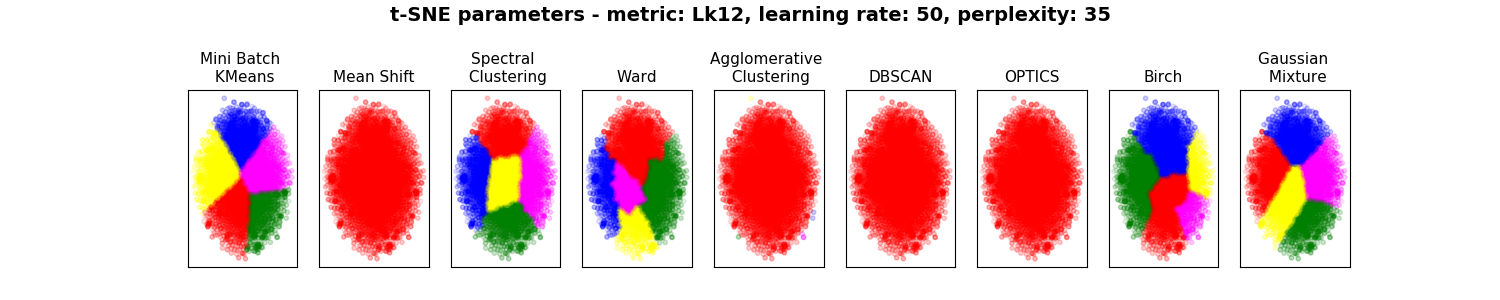 t-SNE parameters - metric: Lk12, learning rate: 50, perplexity: 35
Mini Batch
KMeans
Mean Shift
Spectral
Clustering
Ward
Agglomerative
Clustering
DBSCAN
OPTICS
Birch
Gaussian
Mixture